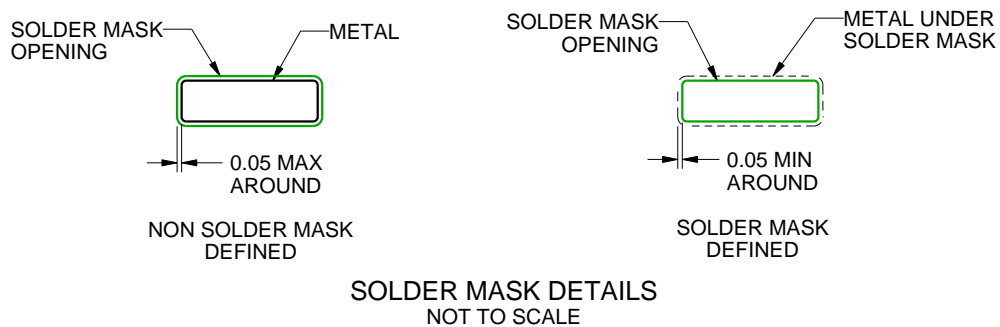 SOLDER MASK
OPENING
METAL
0.05 MAX
AROUND
NON SOLDER MASK
DEFINED
SOLDER MASK
OPENING
METAL UNDER
SOLDER MASK
0.05 MIN
AROUND
SOLDER MASK
DEFINED
SOLDER MASK DETAILS
NOT TO SCALE